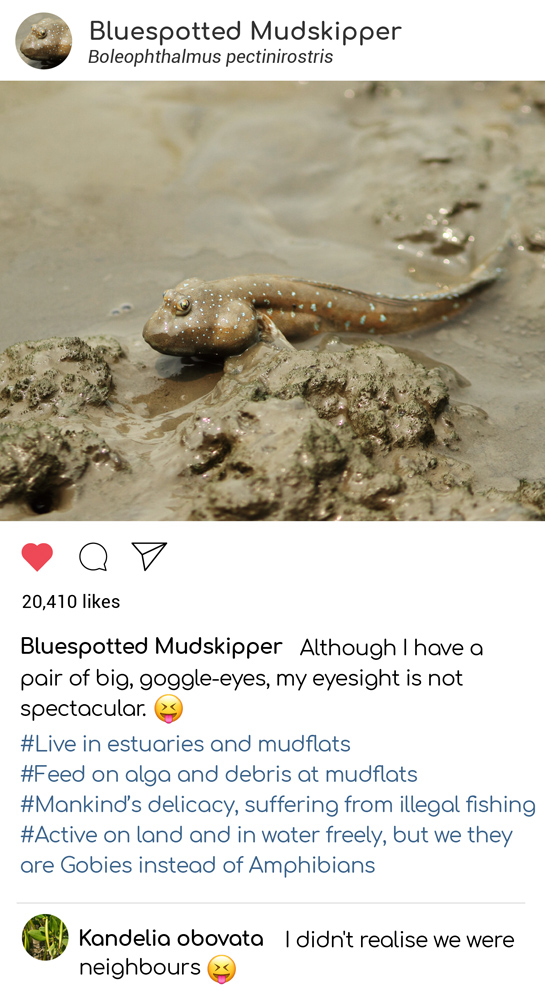 Bluespotted Mudskipper
Boleophthalmus pectinirostris
20,410 likes
Bluespotted Mudskipper Although I have a
pair of big, goggle-eyes, my eyesight is not
spectacular. 😝
#Live in estuaries and mudflats
#Feed on alga and debris at mudflats
#Mankind's delicacy, suffering from illegal fishing
#Active on land and in water freely, but we they
are Gobies instead of Amphibians
Kandelia obovata I didn't realise we were
neighbours 😝